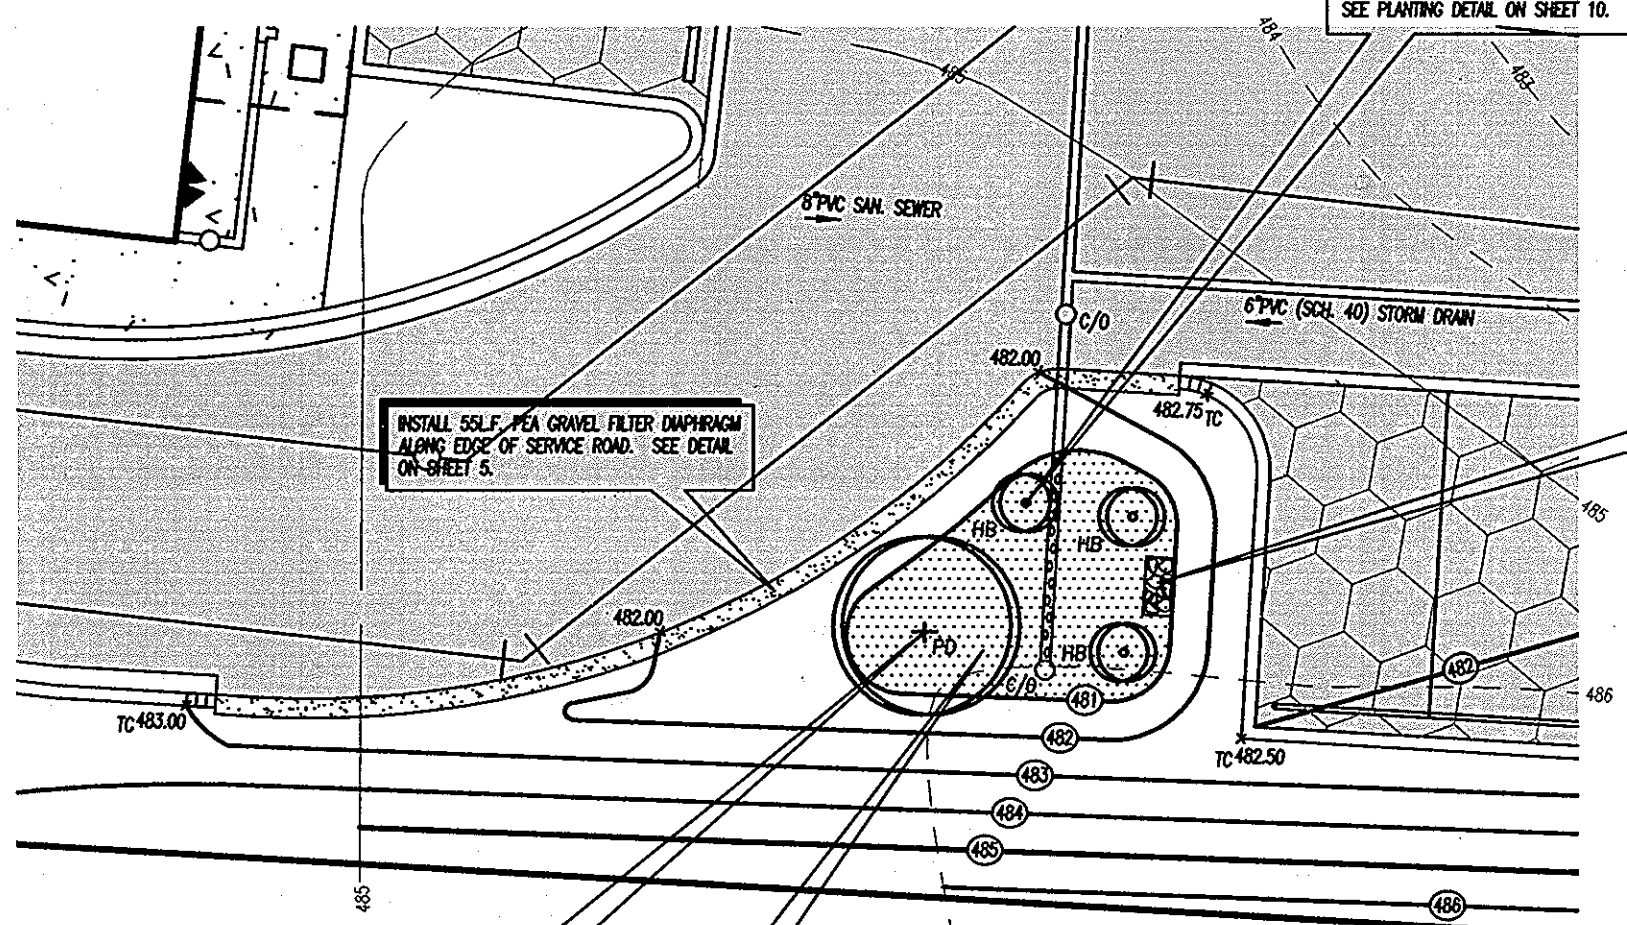 SEE PLANTING DETAIL ON SHEET 10.
484
483
485
8"PVC SAN. SEWER
6"PVC (SCH. 40) STORM DRAIN
C/O
482.00
482.75 TC
INSTALL 55L.F. PEA GRAVEL FILTER DIAPHRAGM
ALONG EDGE OF SERVICE ROAD. SEE DETAIL
ON SHEET 5.
485
HB
HB
482.00
PD
HB
482
C/O
481
486
TC 483.00
482
TC 482.50
483
484
485
485
486